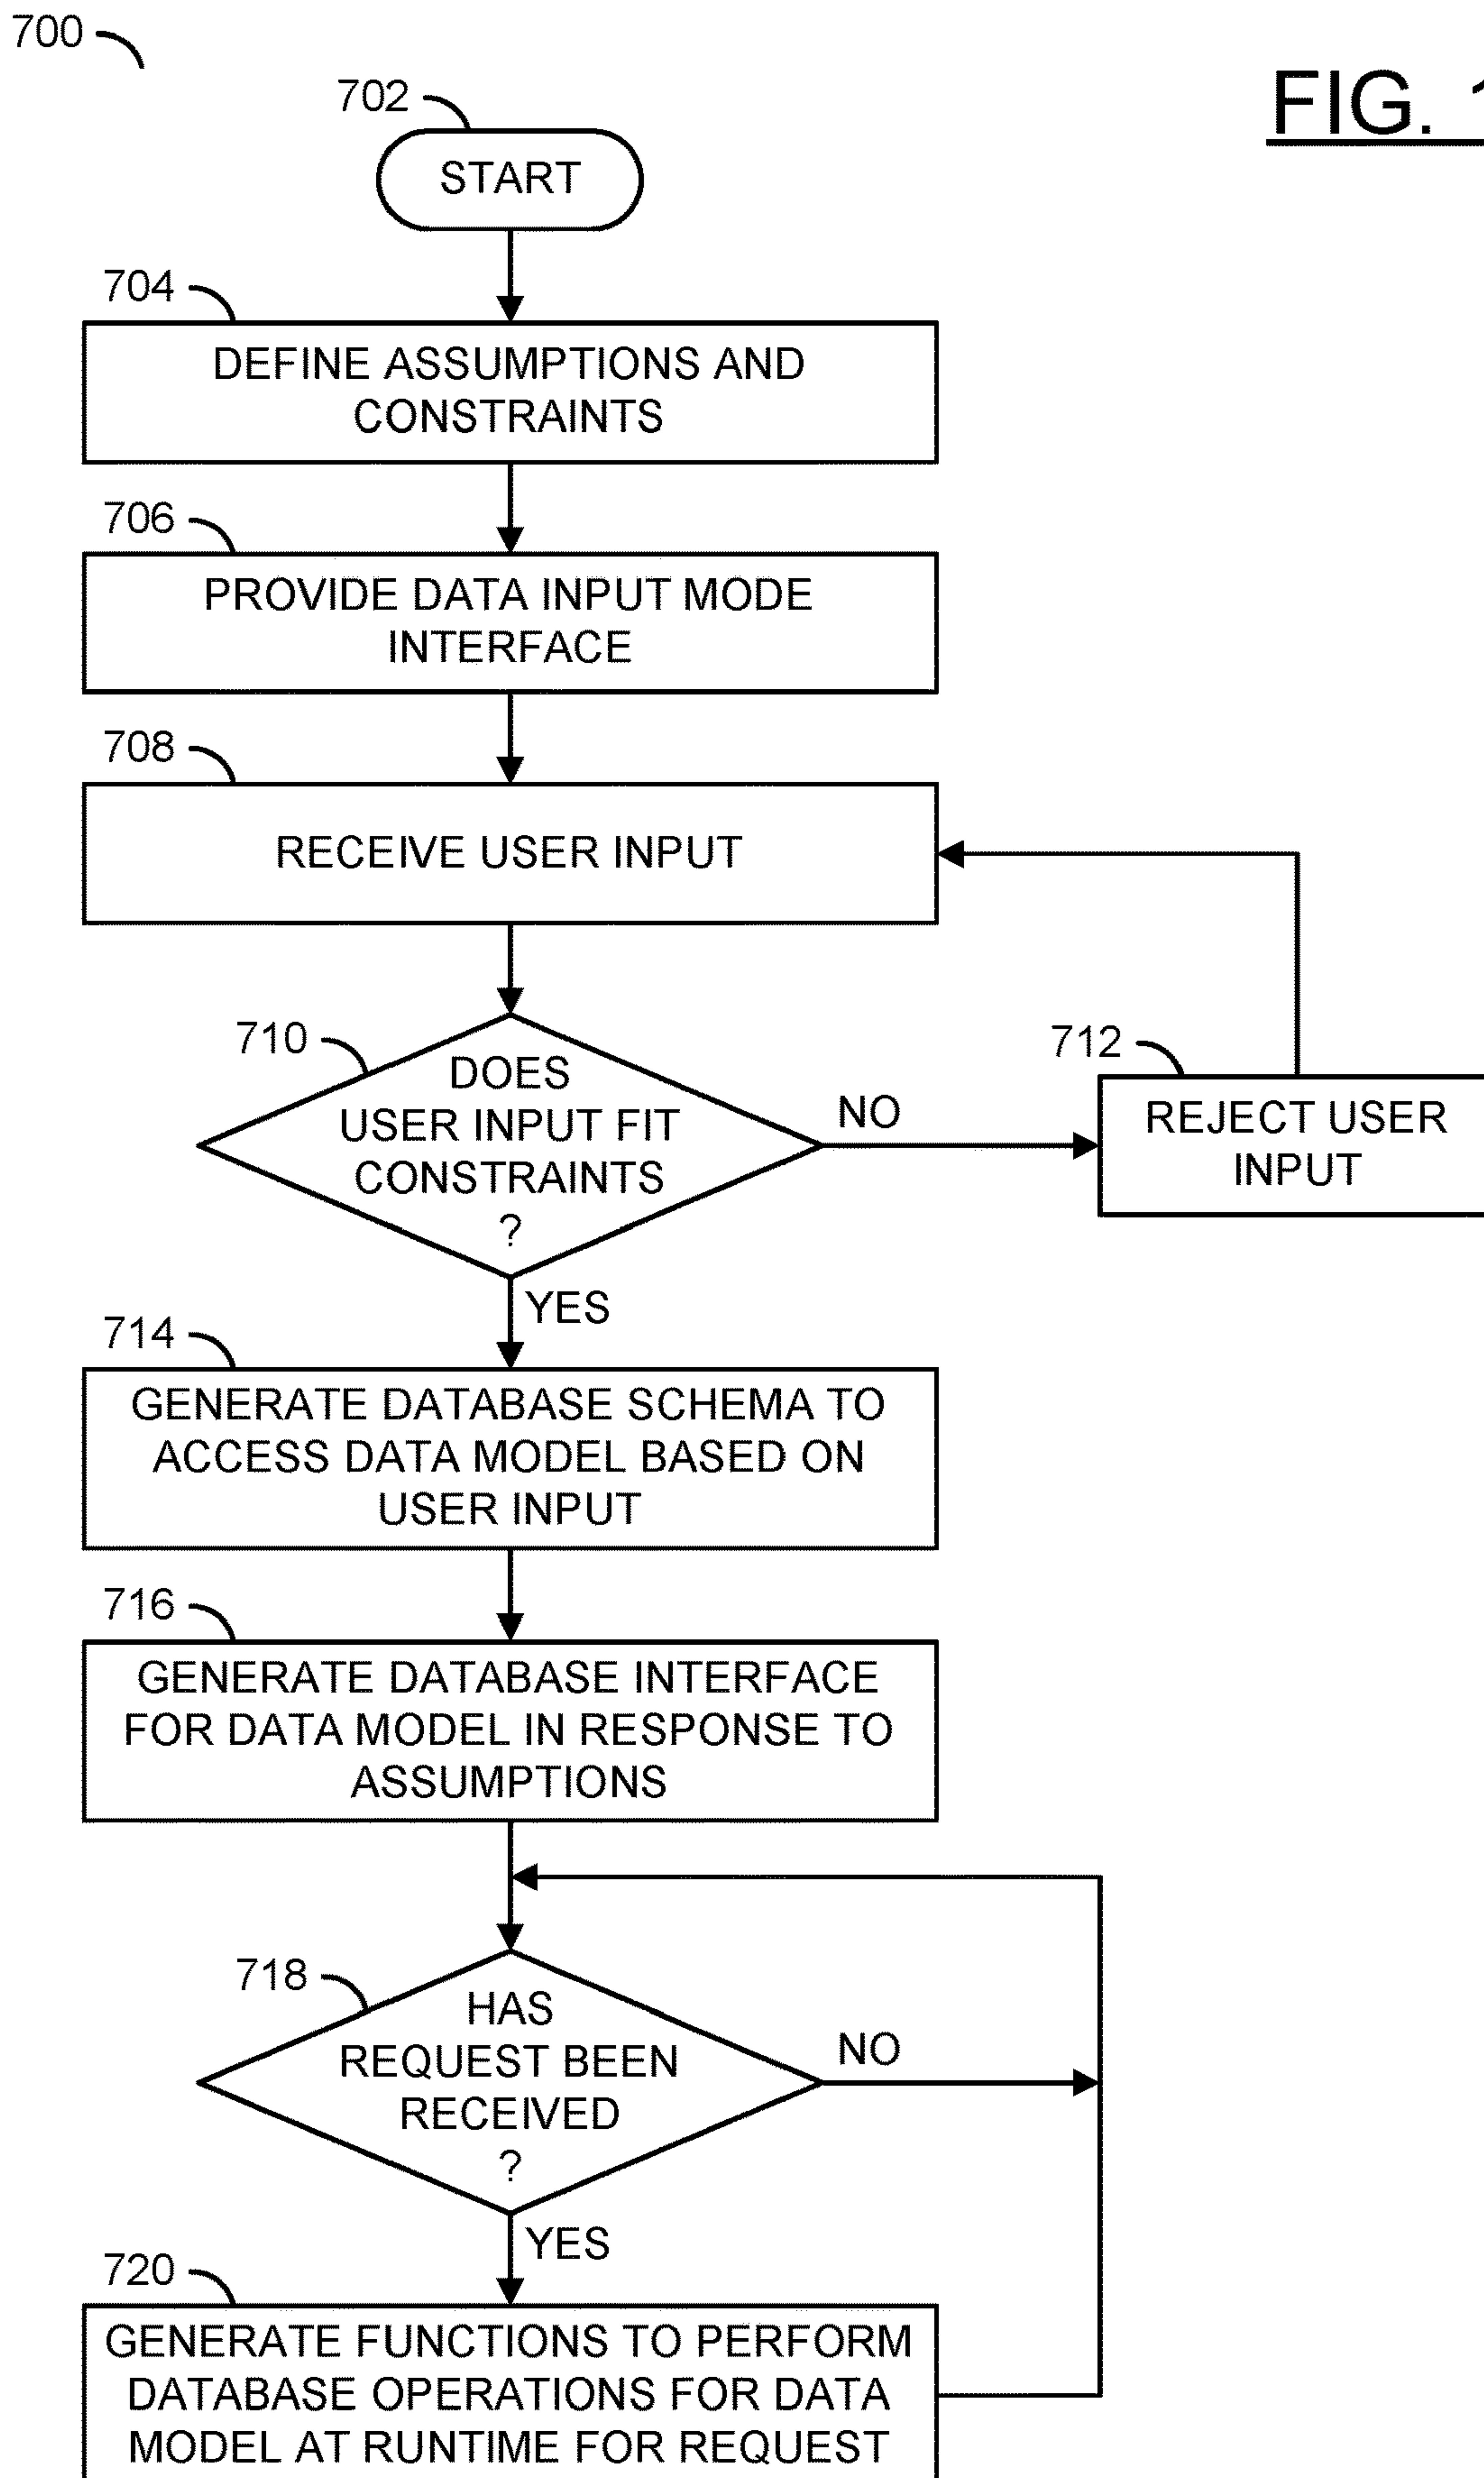 700
FIG. 1
702
START
704
DEFINE ASSUMPTIONS AND
CONSTRAINTS
706
PROVIDE DATA INPUT MODE
INTERFACE
708
RECEIVE USER INPUT
710
DOES
USER INPUT FIT
CONSTRAINTS
?
NO
712
REJECT USER
INPUT
YES
714
GENERATE DATABASE SCHEMA TO
ACCESS DATA MODEL BASED ON
USER INPUT
716
GENERATE DATABASE INTERFACE
FOR DATA MODEL IN RESPONSE TO
ASSUMPTIONS
718
HAS
REQUEST BEEN
RECEIVED
?
NO
YES
720
GENERATE FUNCTIONS TO PERFORM
DATABASE OPERATIONS FOR DATA
MODEL AT RUNTIME FOR REQUEST